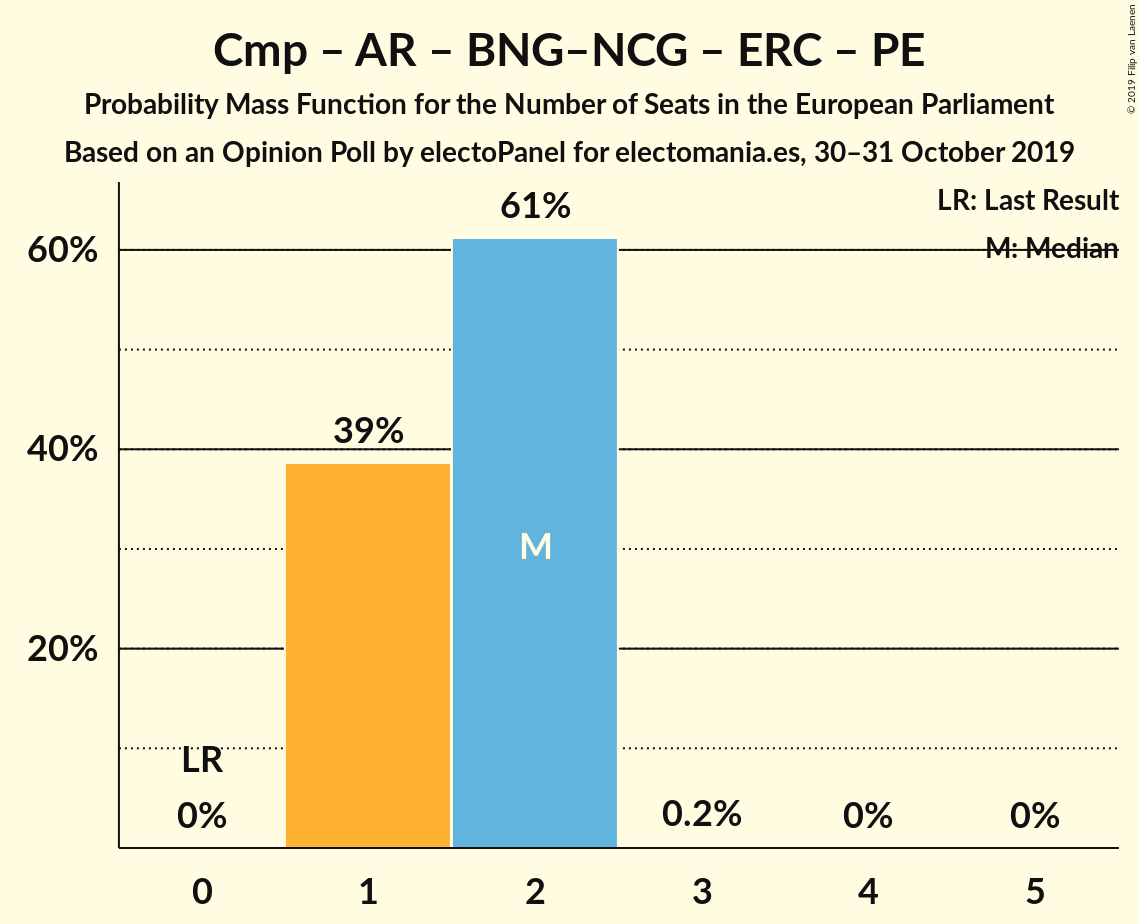 Cmp – AR – BNG–NCG – ERC – PE
Probability Mass Function for the Number of Seats in the European Parliament
Based on an Opinion Poll by electoPanel for electomania.es, 30–31 October 2019
© 2019 Filip van Laenen
LR: Last Result
M: Median
61%
60%
39%
40%
M
20%
LR
0%
0.2%
0%
0%
0 1 2 3 4 5